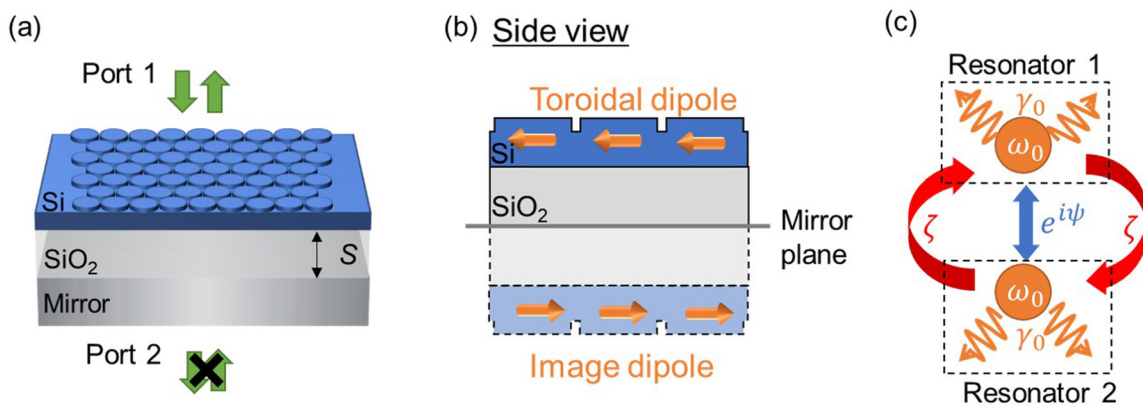 (a)
Port 1
Si
SiO₂
S
Mirror
Port 2
(b)
Side view
Toroidal dipole
Si
SiO₂
Mirror
plane
Image dipole
(c)
Resonator 1
γ₀
ω₀
ζ
e^{iψ}
ζ
ω₀
γ₀
Resonator 2